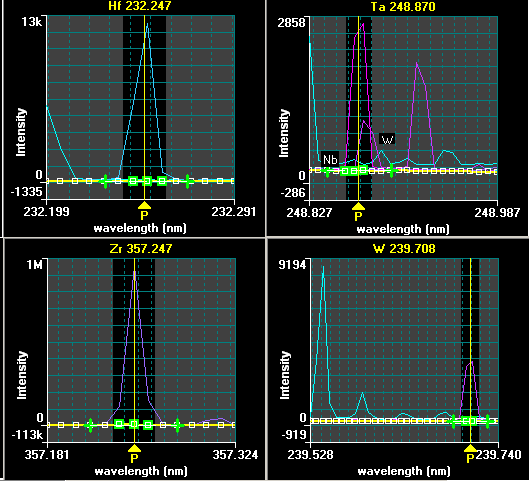 Hf 232.247
13k
Intensity
0
-1335
232.199
232.291
P
wavelength (nm)
Ta 248.870
2858
Intensity
Nb
W
0
-286
248.827
248.987
P
wavelength (nm)
Zr 357.247
1M
Intensity
0
-113k
357.181
357.324
P
wavelength (nm)
W 239.708
9194
Intensity
0
-919
239.528
239.740
P
wavelength (nm)